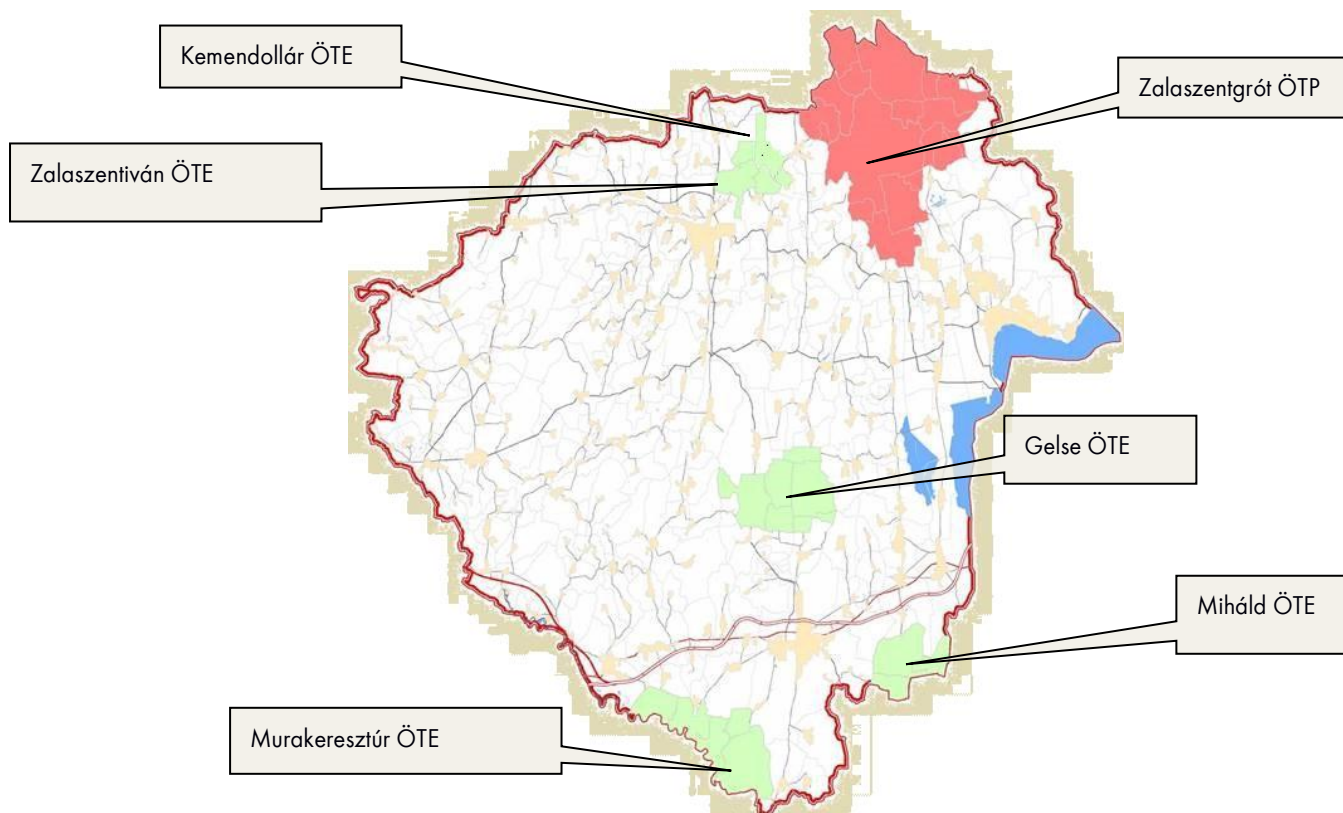 Kemendollár ÖTE
Zalaszentgrót ÖTP
Zalaszentiván ÖTE
Gelse ÖTE
Miháld ÖTE
Murakeresztúr ÖTE